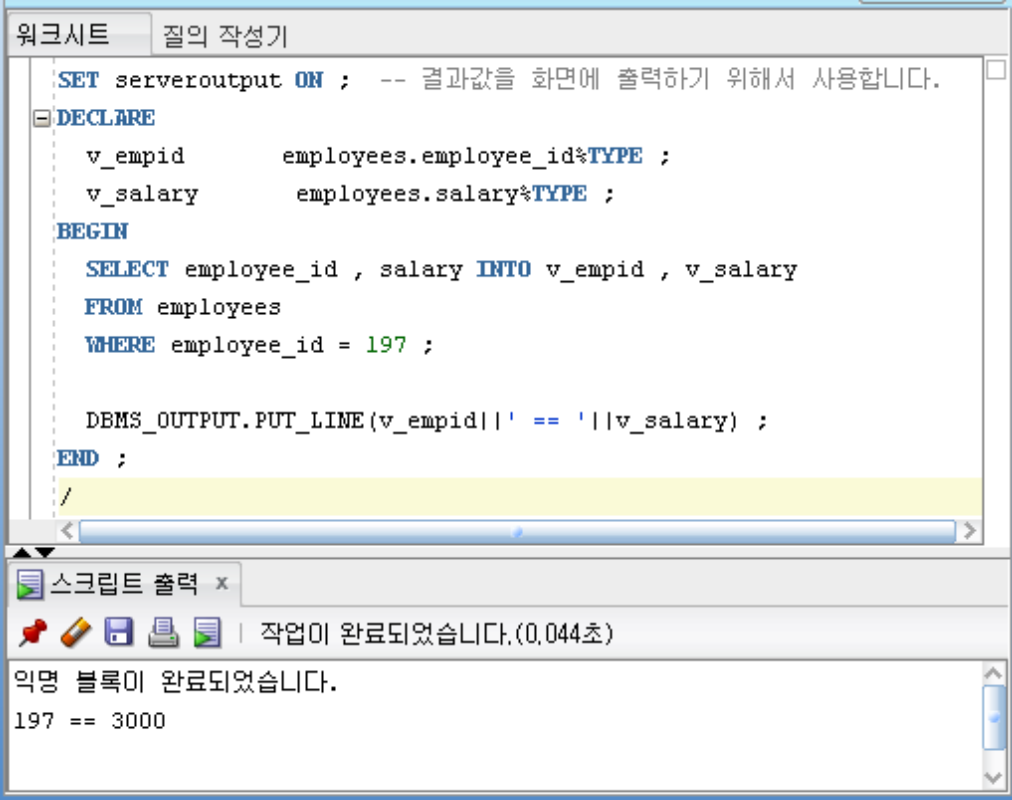 워크시트 질의 작성기
SET serveroutput ON ; -- 결과값을 화면에 출력하기 위해서 사용합니다.
DECLARE
v_empid employees.employee_id%TYPE ;
v_salary employees.salary%TYPE ;
BEGIN
SELECT employee_id , salary INTO v_empid , v_salary
FROM employees
WHERE employee_id = 197 ;
DBMS_OUTPUT.PUT_LINE(v_empid||' == '||v_salary) ;
END ;
/
스크립트 출력 x
작업이 완료되었습니다.(0.044초)
익명 블록이 완료되었습니다.
197 == 3000